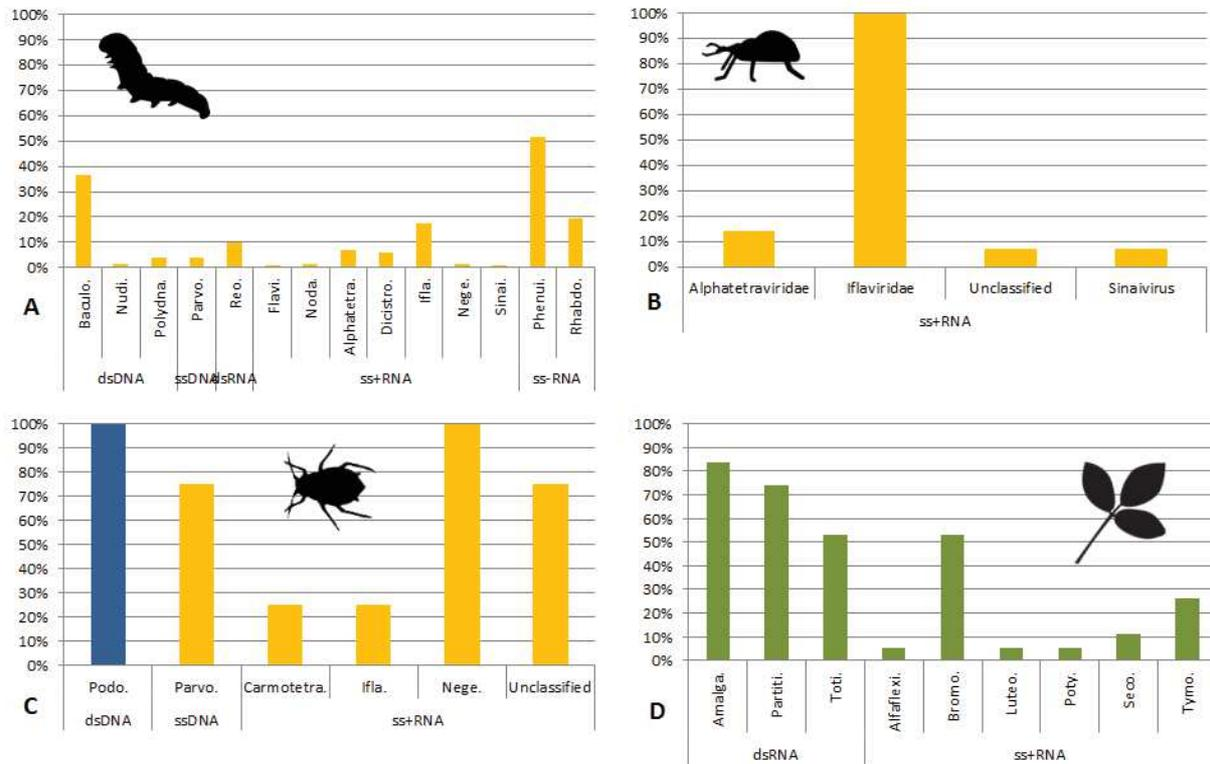 100%
90%
80%
70%
60%
50%
40%
30%
20%
10%
0%
Baculo.
Nudi.
Polydna.
Parvo.
Reo.
Flavi.
Noda.
Alphatetra.
Dicistro.
Ifla.
Nege.
Sinai.
Phenui.
Rhabdo.
dsDNA ssDNA dsRNA ss+RNA ss-RNA
A
100%
90%
80%
70%
60%
50%
40%
30%
20%
10%
0%
Alphatetraviridae Iflaviridae Unclassified Sinaivirus
ss+RNA
B
100%
90%
80%
70%
60%
50%
40%
30%
20%
10%
0%
Podo. Parvo. Carmotetra. Ifla. Nege. Unclassified
dsDNA ssDNA ss+RNA
C
100%
90%
80%
70%
60%
50%
40%
30%
20%
10%
0%
Amalga.
Partiti.
Toti.
Alfaflexi.
Bromo.
Luteo.
Poty.
Seco.
Tymo.
dsRNA ss+RNA
D